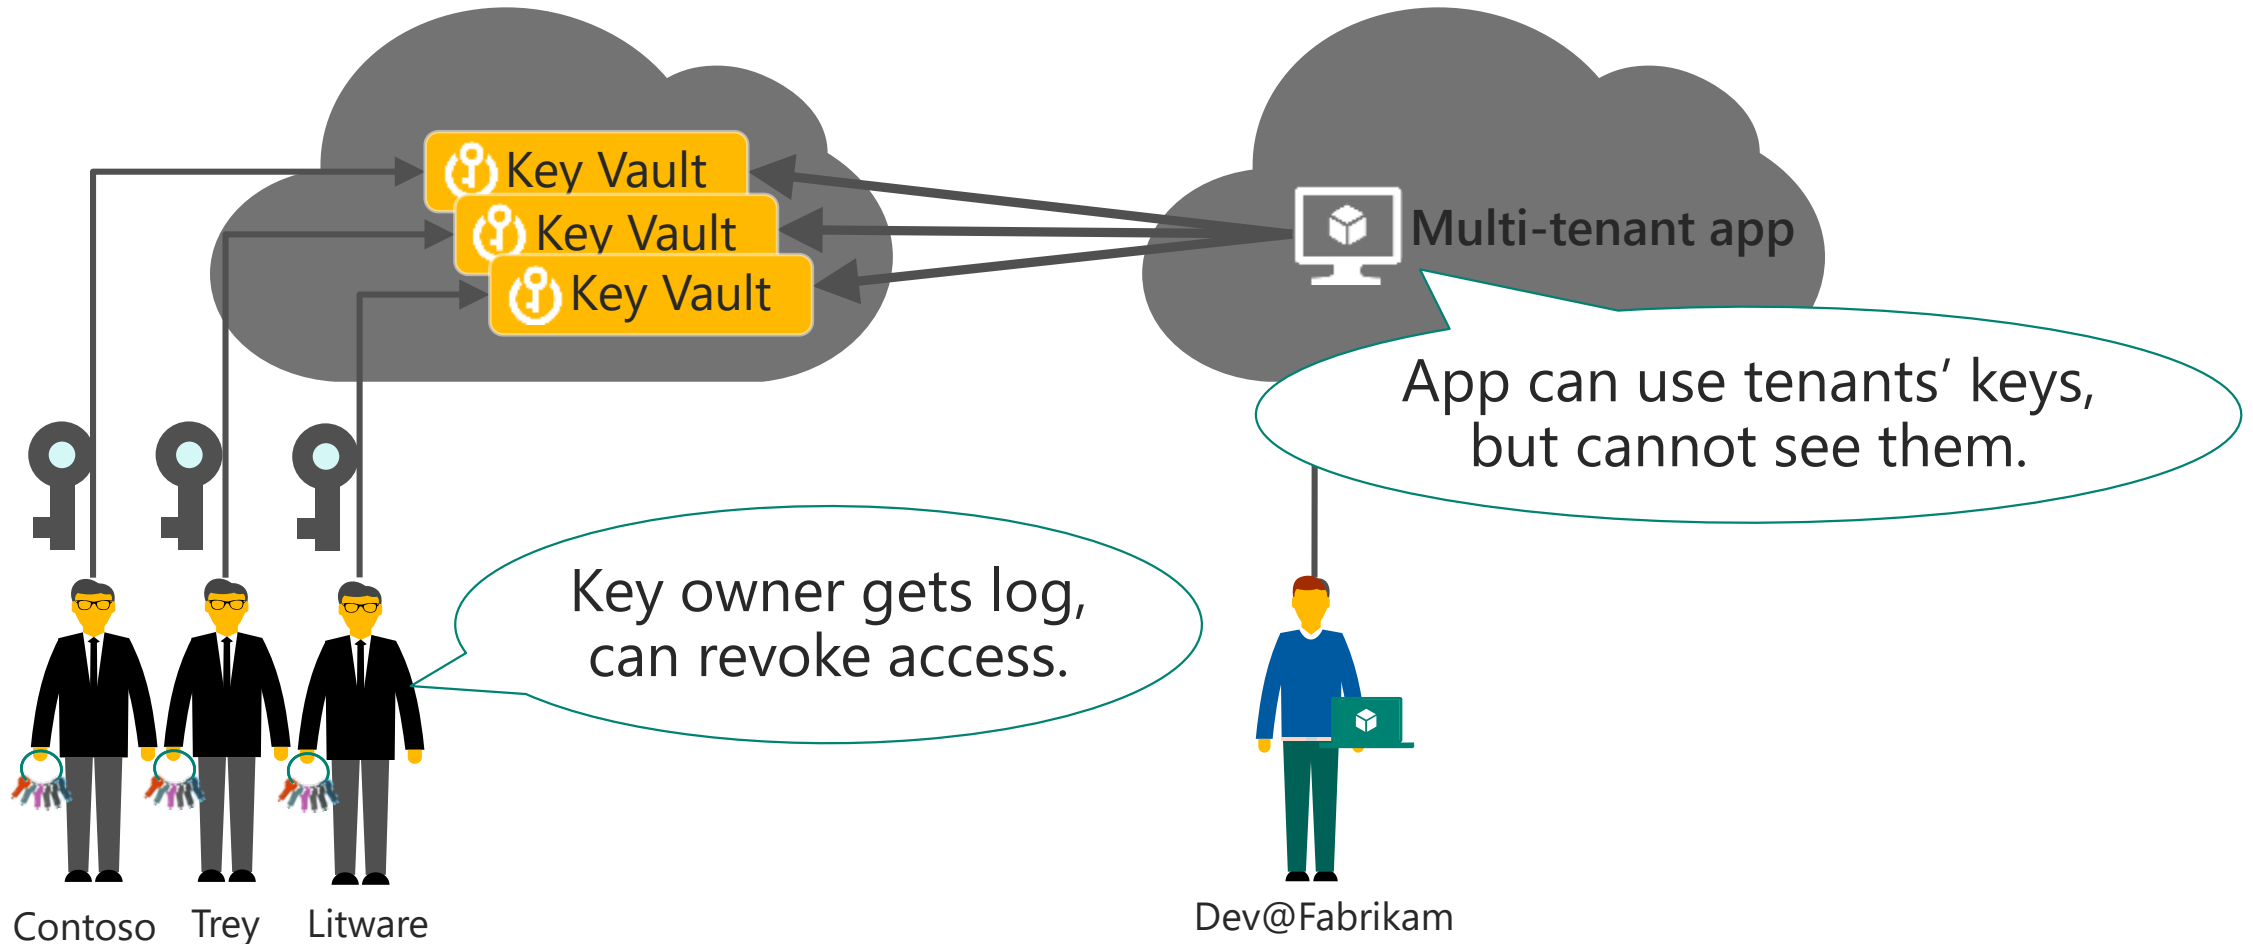 Key Vault
Key Vault
Key Vault
Multi-tenant app
App can use tenants’ keys,
but cannot see them.
Key owner gets log,
can revoke access.
Contoso
Trey
Litware
Dev@Fabrikam